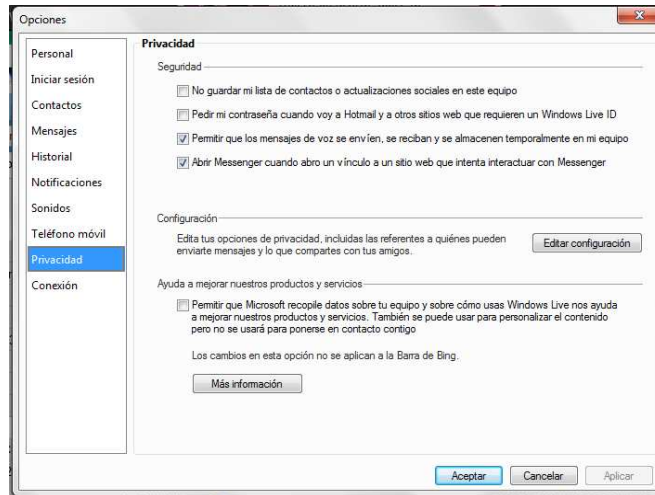 Opciones
Personal
Iniciar sesión
Contactos
Mensajes
Historial
Notificaciones
Sonidos
Teléfono móvil
Privacidad
Conexión
Privacidad
Seguridad
No guardar mi lista de contactos o actualizaciones sociales en este equipo
Pedir mi contraseña cuando voy a Hotmail y a otros sitios web que requieren un Windows Live ID
Permitir que los mensajes de voz se envíen, se reciban y se almacenen temporalmente en mi equipo
Abrir Messenger cuando abro un vínculo a un sitio web que intenta interactuar con Messenger
Configuración
Edita tus opciones de privacidad, incluidas las referentes a quiénes pueden
enviarte mensajes y lo que compartes con tus amigos.
Editar configuración
Ayuda a mejorar nuestros productos y servicios
Permitir que Microsoft recopile datos sobre tu equipo y sobre cómo usas Windows Live nos ayuda
a mejorar nuestros productos y servicios. También se puede usar para personalizar el contenido
pero no se usará para ponerse en contacto contigo
Los cambios en esta opción no se aplican a la Barra de Bing.
Más información
Aceptar
Cancelar
Aplicar